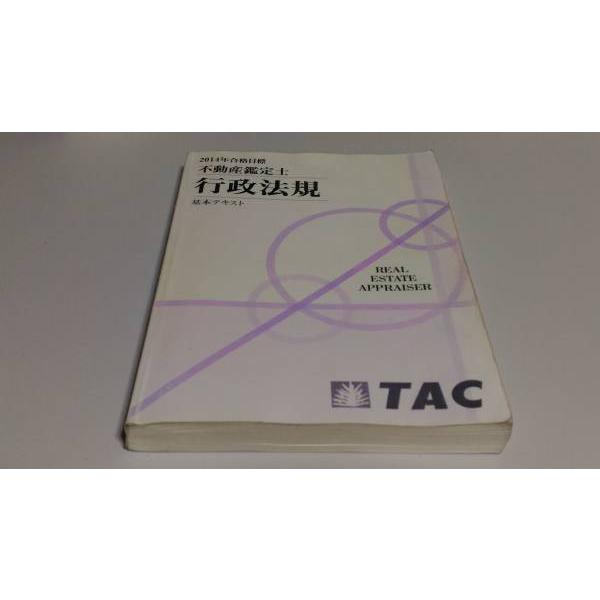 2014年合格目標
不動産鑑定士
行政法規
基本テキスト
REAL
ESTATE
APPRAISER
TAC